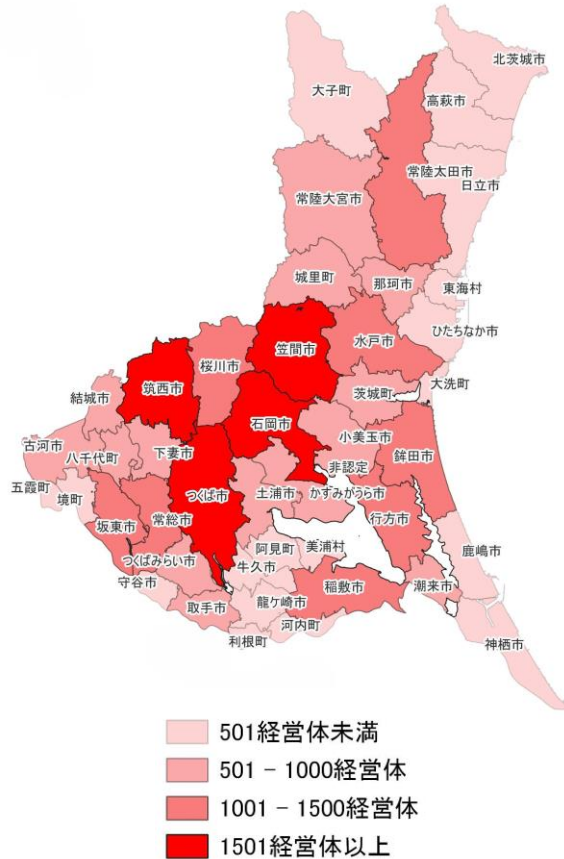 北茨城市
大子町
高萩市
常陸太田市
日立市
常陸大宮市
城里町
那珂市
東海村
ひたちなか市
笠間市
水戸市
桜川市
筑西市
大洗町
茨城町
結城市
石岡市
小美玉市
古河市
八千代町
下妻市
鉾田市
非認定
五霞町
境町
つくば市
土浦市
かすみがうら市
坂東市
常総市
行方市
阿見町
美浦村
つくばみらい市
牛久市
鹿嶋市
守谷市
稲敷市
潮来市
取手市
龍ケ崎市
利根町
河内町
神栖市
501経営体未満
501 - 1000経営体
1001 - 1500経営体
1501経営体以上